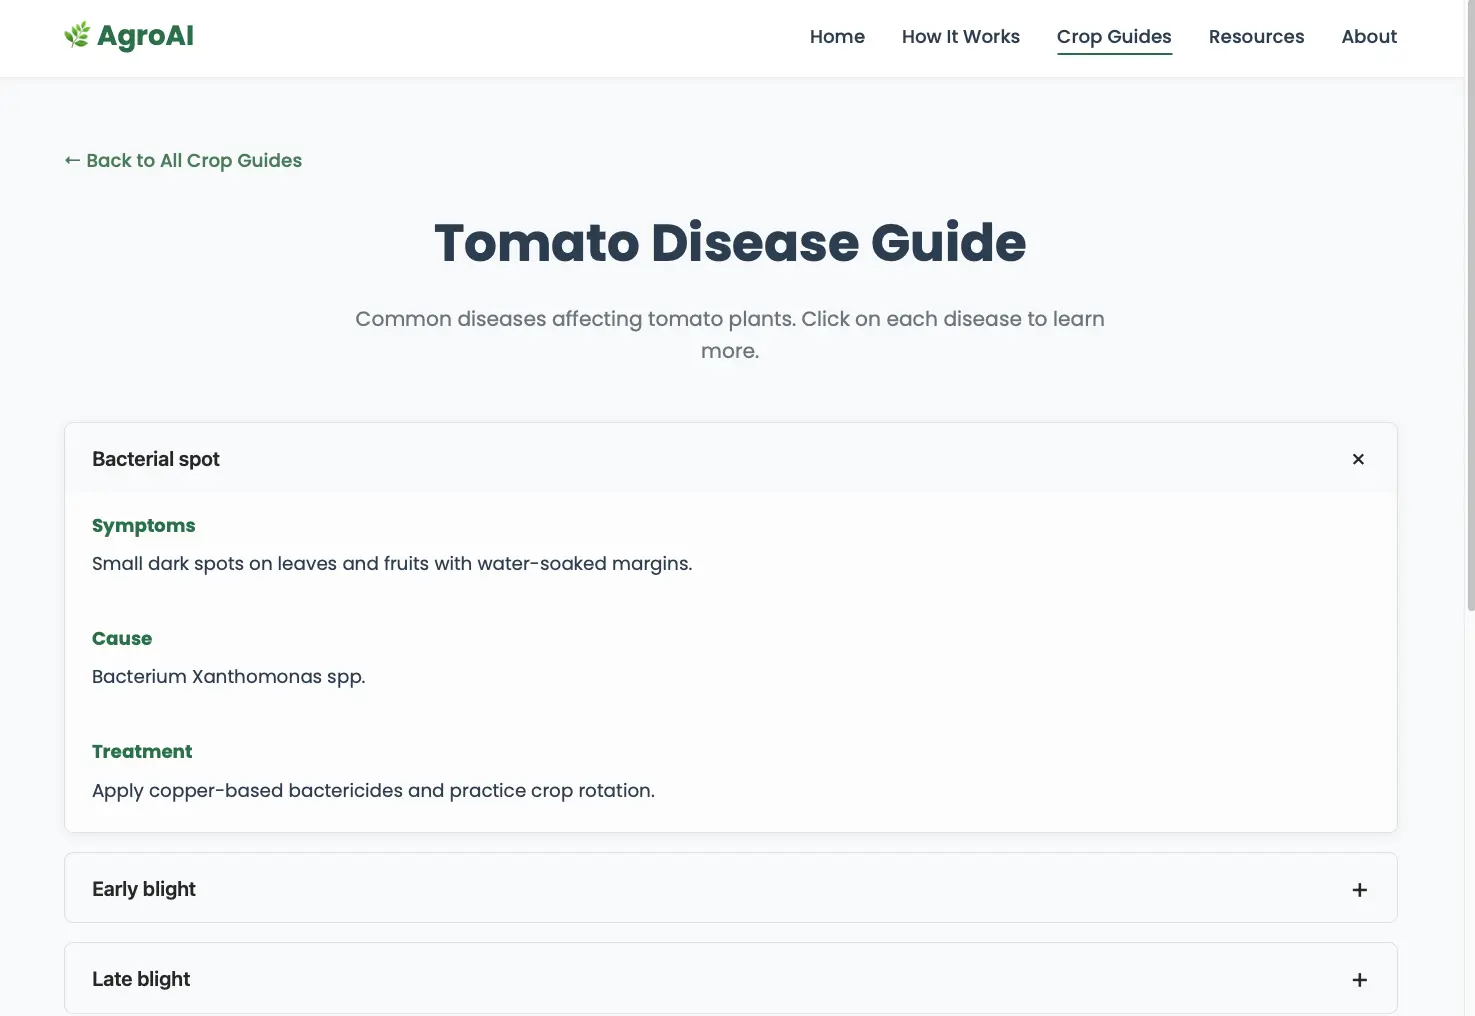 AgroAI
Home
How It Works
Crop Guides
Resources
About
← Back to All Crop Guides
Tomato Disease Guide
Common diseases affecting tomato plants. Click on each disease to learn
more.
Bacterial spot
×
Symptoms
Small dark spots on leaves and fruits with water-soaked margins.
Cause
Bacterium Xanthomonas spp.
Treatment
Apply copper-based bactericides and practice crop rotation.
Early blight
+
Late blight
+